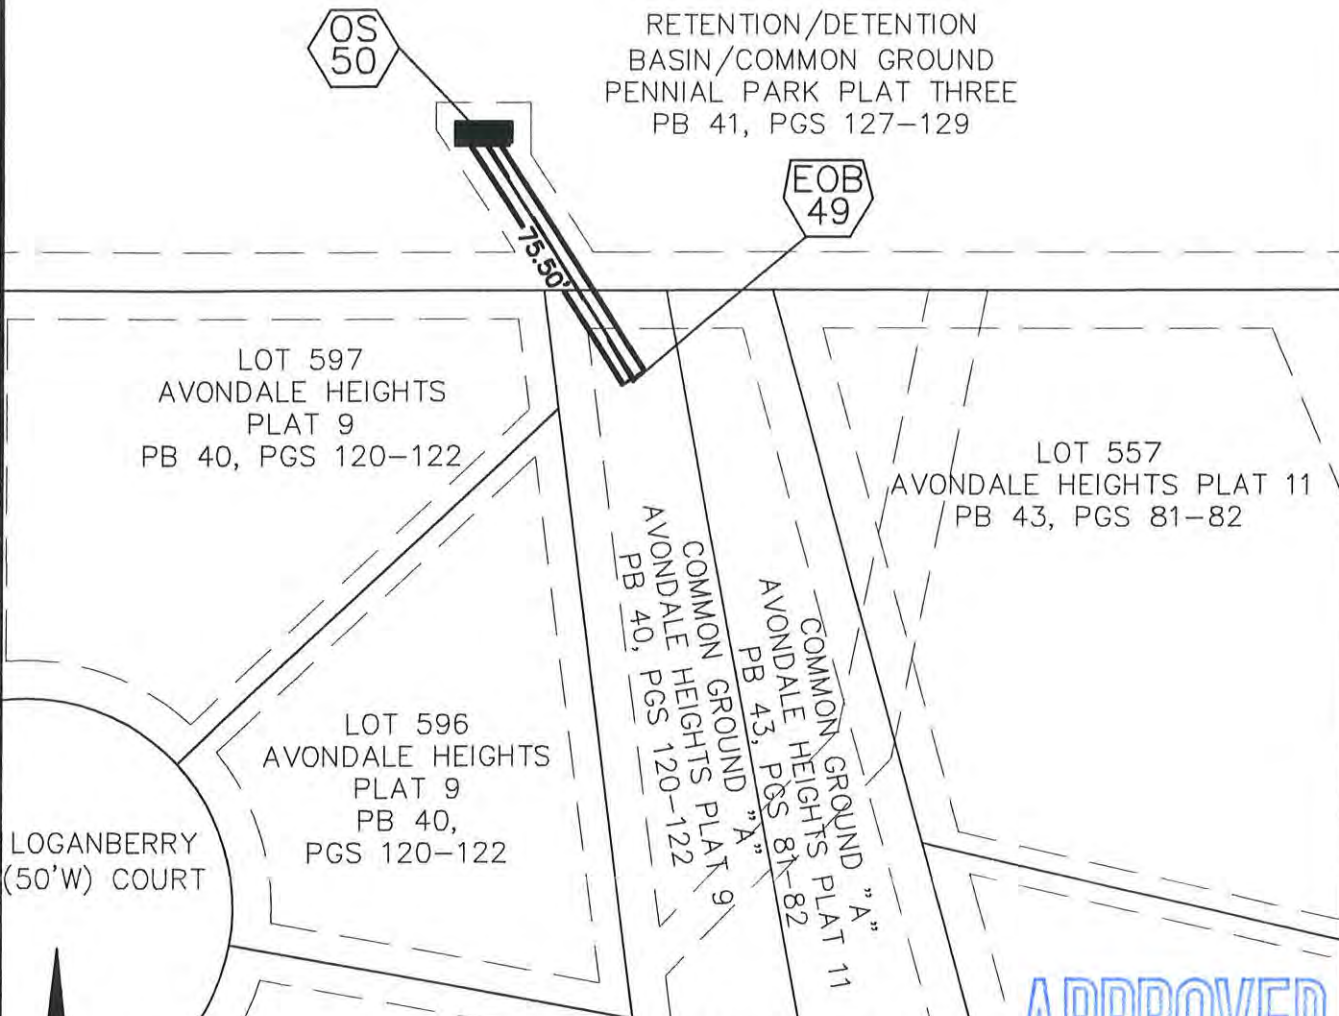 OS
50
RETENTION/DETENTION
BASIN/COMMON GROUND
PENNIAL PARK PLAT THREE
PB 41, PGS 127-129
EOB
49
75.50'
LOT 597
AVONDALE HEIGHTS
PLAT 9
PB 40, PGS 120-122
LOT 557
AVONDALE HEIGHTS PLAT 11
PB 43, PGS 81-82
COMMON GROUND "A"
AVONDALE HEIGHTS PLAT 9
PB 40, PGS 120-122
COMMON GROUND "A"
AVONDALE HEIGHTS PLAT 11
PB 43, PGS 81-82
LOT 596
AVONDALE HEIGHTS
PLAT 9
PB 40,
PGS 120-122
LOGANBERRY
(50'W) COURT
APPROVED